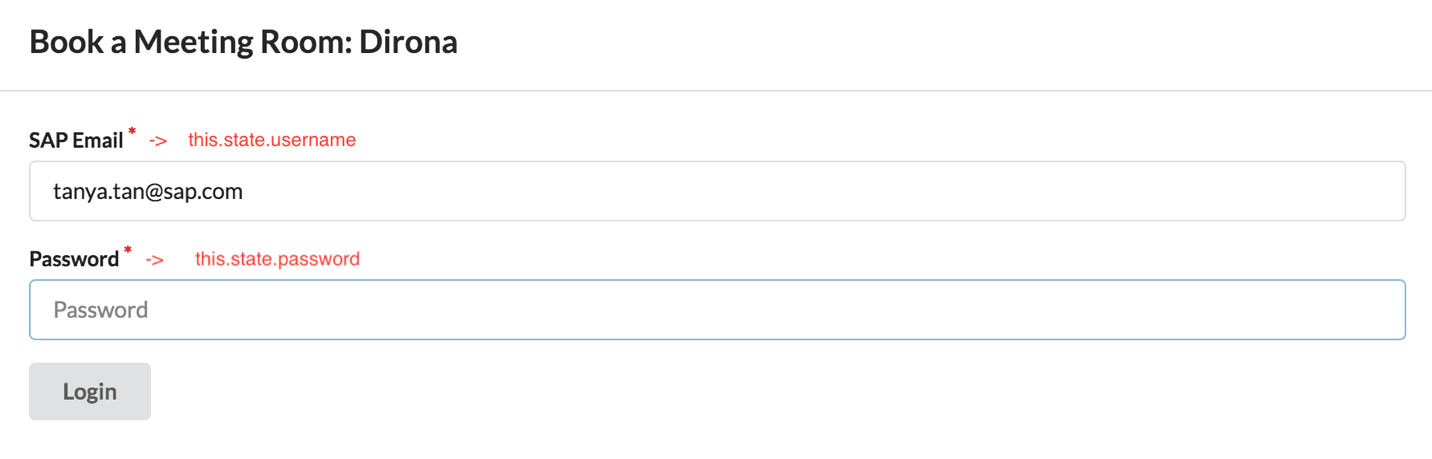 Book a Meeting Room: Dirona
SAP Email * -> this.state.username
tanya.tan@sap.com
Password * -> this.state.password
Password
Login